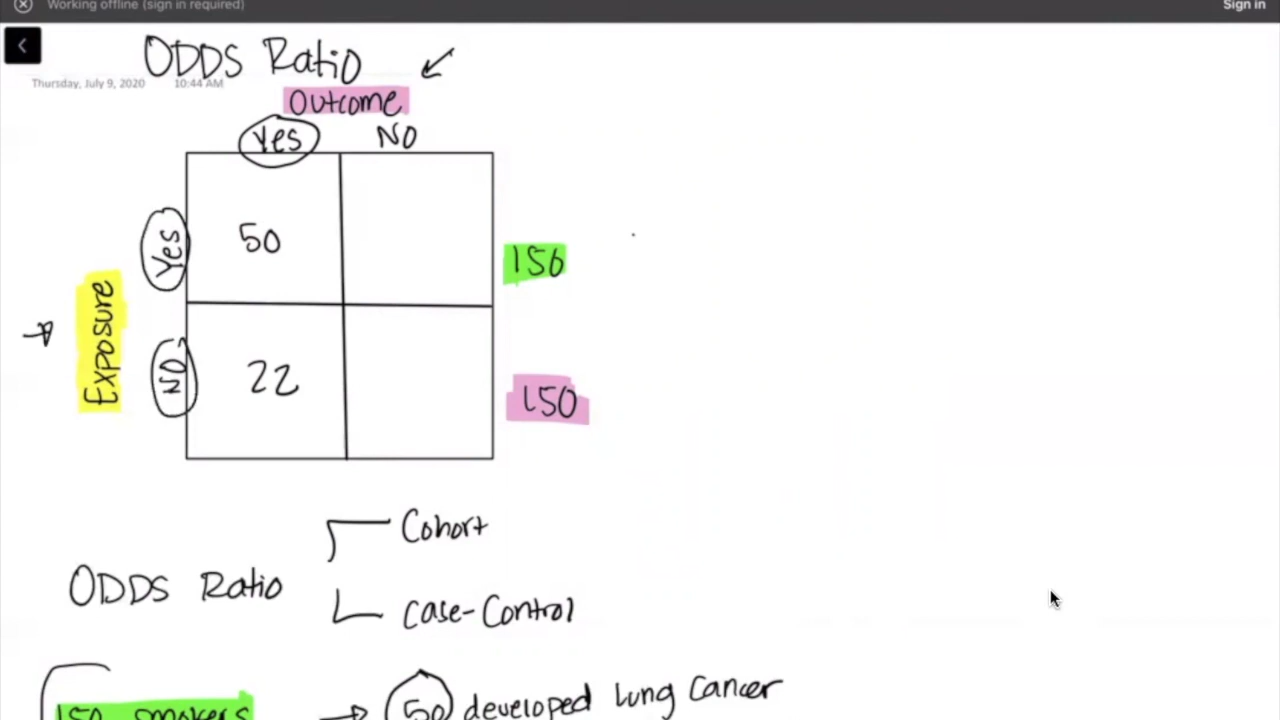 Working offline (sign in required)
Sign in
ODDS Ratio
Thursday, July 9, 2020 10:44 AM
Outcome
Yes NO
Yes 50 150
Exposure
NO 22 150
Cohort
ODDS Ratio
Case-Control
150 smokers 50 developed lung cancer